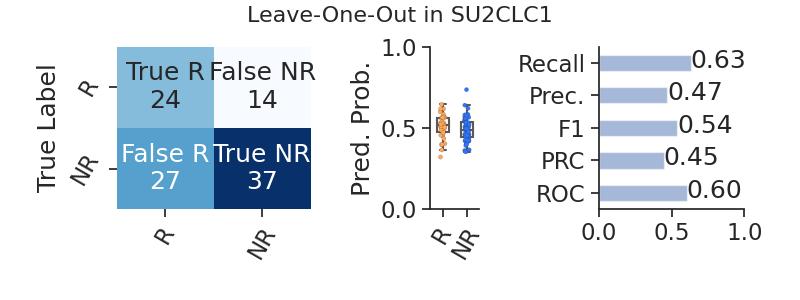 Leave-One-Out in SU2CLC1
True Label
R
NR
True R
24
False NR
14
False R
27
True NR
37
R
NR
Pred. Prob.
1.0
0.5
0.0
R
NR
Recall
Prec.
F1
PRC
ROC
0.63
0.47
0.54
0.45
0.60
0.0
0.5
1.0